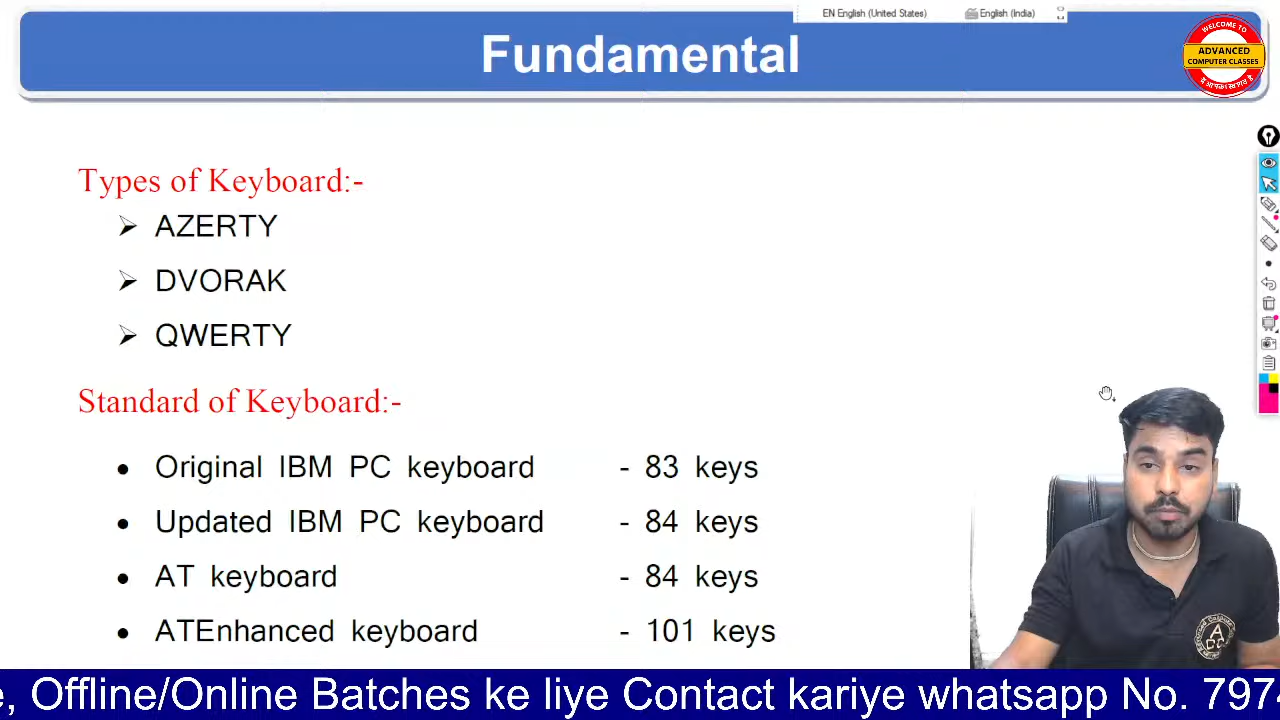 EN English (United States) English (India)
Fundamental
WELCOME TO
ADVANCED
COMPUTER CLASSES
Types of Keyboard:-
➢ AZERTY
➢ DVORAK
➢ QWERTY
Standard of Keyboard:-
• Original IBM PC keyboard - 83 keys
• Updated IBM PC keyboard - 84 keys
• AT keyboard - 84 keys
• ATEnhanced keyboard - 101 keys
e, Offline/Online Batches ke liye Contact kariye whatsapp No. 797